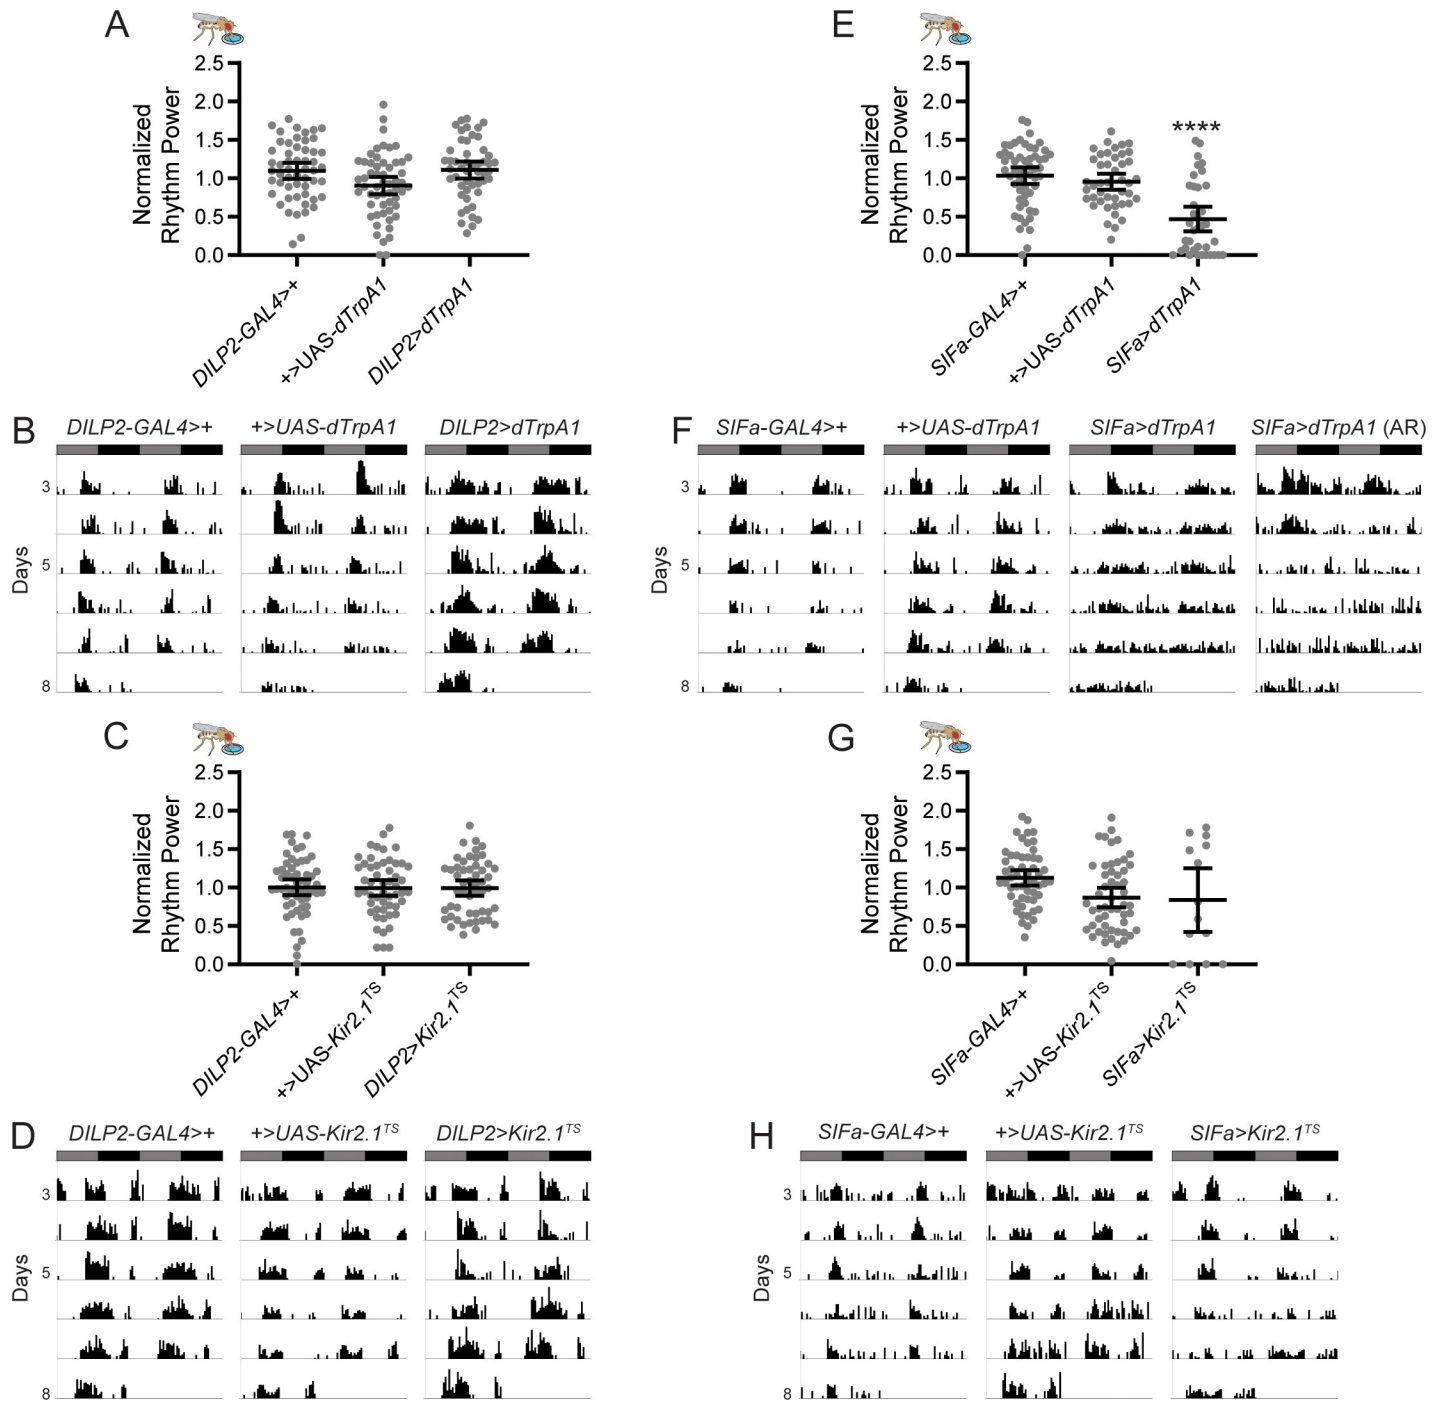 A
Normalized
Rhythm Power
2.5
2.0
1.5
1.0
0.5
0.0
DILP2-GAL4>+
+>UAS-dTrpA1
DILP2>dTrpA1
E
Normalized
Rhythm Power
2.5
2.0
1.5
1.0
0.5
0.0
****
SIFa-GAL4>+
+>UAS-dTrpA1
SIFa>dTrpA1
B
DILP2-GAL4>+
+>UAS-dTrpA1
DILP2>dTrpA1
Days
3
5
8
F
SIFa-GAL4>+
+>UAS-dTrpA1
SIFa>dTrpA1
SIFa>dTrpA1 (AR)
Days
3
5
8
C
Normalized
Rhythm Power
2.5
2.0
1.5
1.0
0.5
0.0
DILP2-GAL4>+
+>UAS-Kir2.1TS
DILP2>Kir2.1TS
G
Normalized
Rhythm Power
2.5
2.0
1.5
1.0
0.5
0.0
SIFa-GAL4>+
+>UAS-Kir2.1TS
SIFa>Kir2.1TS
D
DILP2-GAL4>+
+>UAS-Kir2.1TS
DILP2>Kir2.1TS
Days
3
5
8
H
SIFa-GAL4>+
+>UAS-Kir2.1TS
SIFa>Kir2.1TS
Days
3
5
8